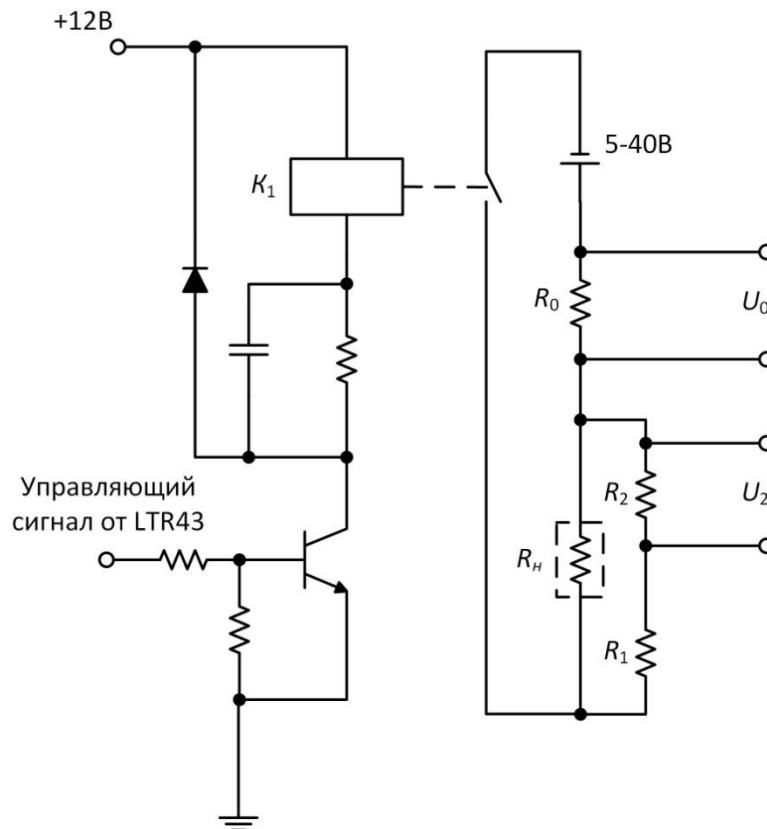 +12В
5-40В
K₁
R₀
U₀
Управляющий
сигнал от LTR43
R₂
U₂
Rн
R₁